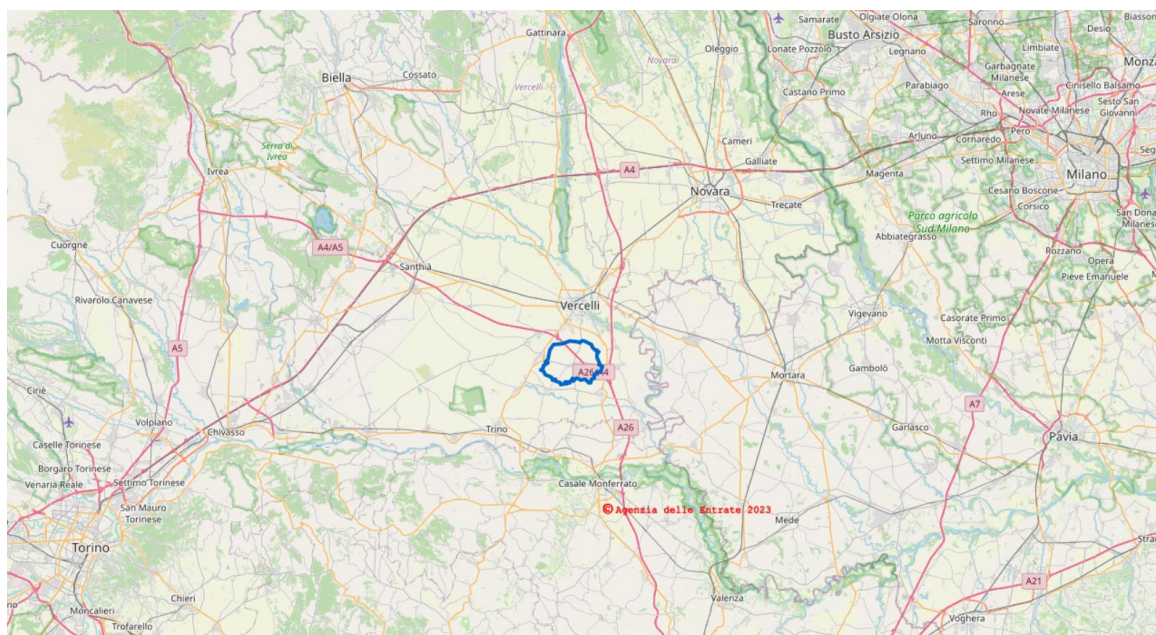 Gattinara
Oleggio
Samarate
Busto Arsizio
Lonate Pozzolo
Olgiate Olona
Legnano
Saronno
Limbiate
Desio
Biasson
Monza
Biella
Cossato
Vercelli
Novara
Castano Primo
Parabiago
Garbagnate
Milanese
Arese
Cinisello Balsamo
Rho
Novate Milanese
Sesto San
Giovanni
Serra di
Ivrea
Ivrea
A4
Cameri
Galliate
Arluno
Pero
Cornaredo
Settimo Milanese
Magenta
Milano
Novara
Trecate
Cesano Boscone
Corsico
San Dona
Milanese
Parco agricolo
Sud Milano
Abbiategrasso
Rozzano
Opera
Pieve Emanuele
Cuorgnè
A4/A5
Santhià
Rivarolo Canavese
Vercelli
Vigevano
Casorate Primo
Motta Visconti
A5
A26/A4
Mortara
Gambolò
Ciriè
A7
Volpiano
Caselle Torinese
Chivasso
Trino
A26
Garlasco
Pavia
Borgaro Torinese
Venaria Reale
Settimo Torinese
San Mauro
Torinese
Casale Monferrato
©Agenzia delle Entrate 2023
Mede
Torino
A21
Moncalieri
Chieri
Trofarello
Valenza
Voghera